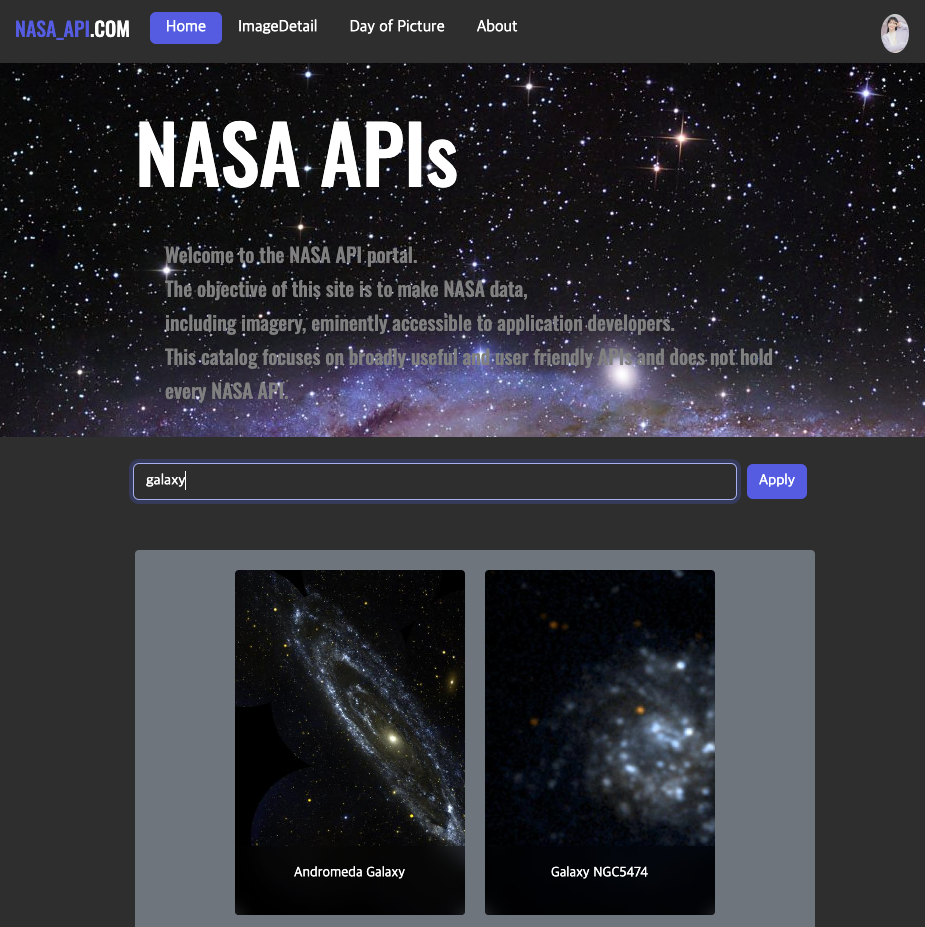 NASA_API.COM Home ImageDetail Day of Picture About
NASA APIs
Welcome to the NASA API portal.
The objective of this site is to make NASA data,
including imagery, eminently accessible to application developers.
This catalog focuses on broadly useful and user friendly APIs and does not hold
every NASA API.
galaxy Apply
Andromeda Galaxy Galaxy NGC5474